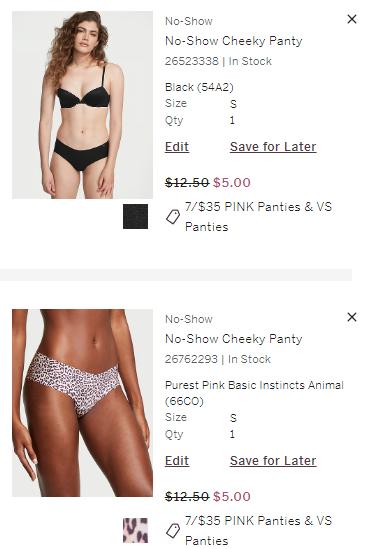 No-Show
No-Show Cheeky Panty
26523338 | In Stock
Black (54A2)
Size S
Qty 1
Edit Save for Later
$12.50 $5.00
7/$35 PINK Panties & VS
Panties
No-Show
No-Show Cheeky Panty
26762293 | In Stock
Purest Pink Basic Instincts Animal
(66CO)
Size S
Qty 1
Edit Save for Later
$12.50 $5.00
7/$35 PINK Panties & VS
Panties